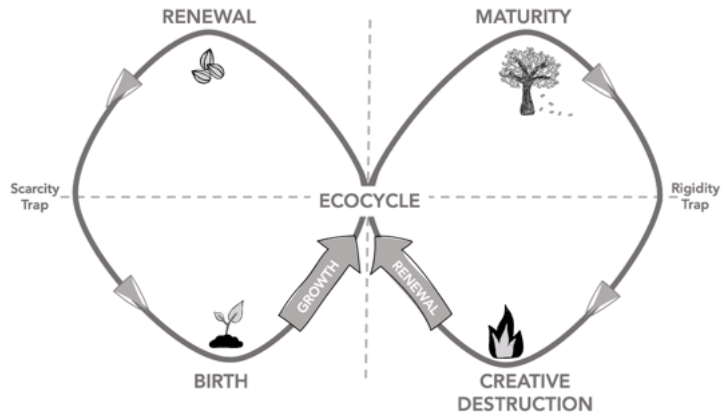 RENEWAL
MATURITY
Scarcity
Trap
ECOCYCLE
Rigidity
Trap
GROWTH
RENEWAL
BIRTH
CREATIVE
DESTRUCTION